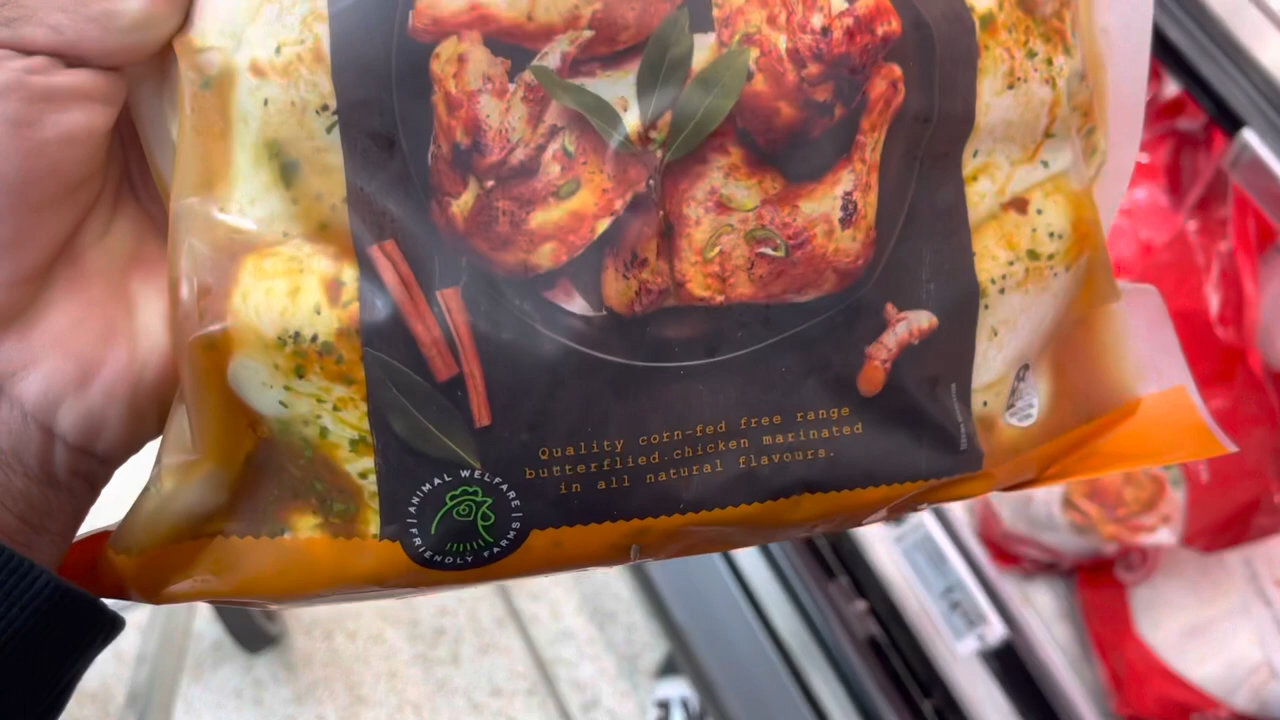 Quality corn-fed free range
butterflied chicken marinated
in all natural flavours.
ANIMAL WELFARE
FRIENDLY FARMS